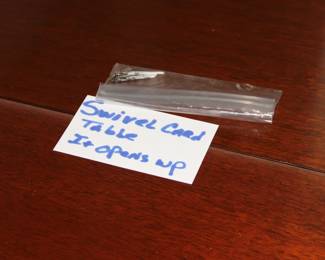 Swivel Card
Table
It opens up